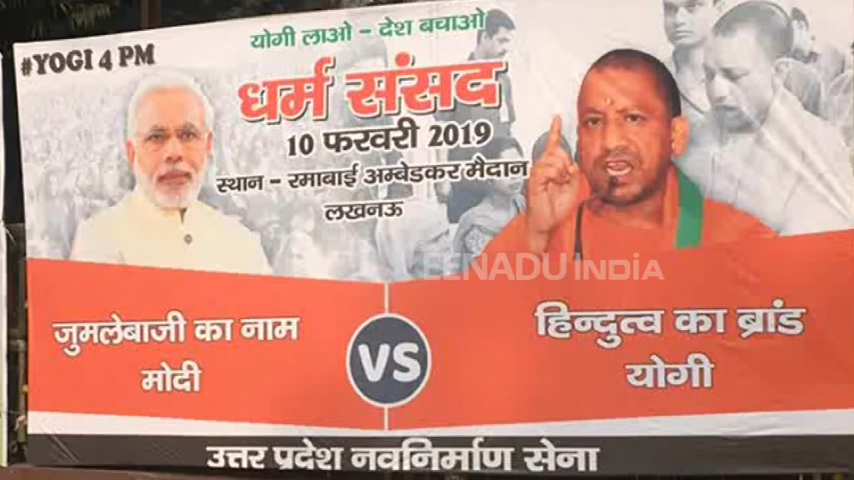 #YOGI 4 PM
योगी लाओ - देश बचाओ
धर्म संसद
10 फरवरी 2019
स्थान - रमाबाई अम्बेडकर मैदान
लखनऊ
EENADU INDIA
जुमलेबाजी का नाम
मोदी
VS
हिन्दुत्व का ब्रांड
योगी
उत्तर प्रदेश नवनिर्माण सेना